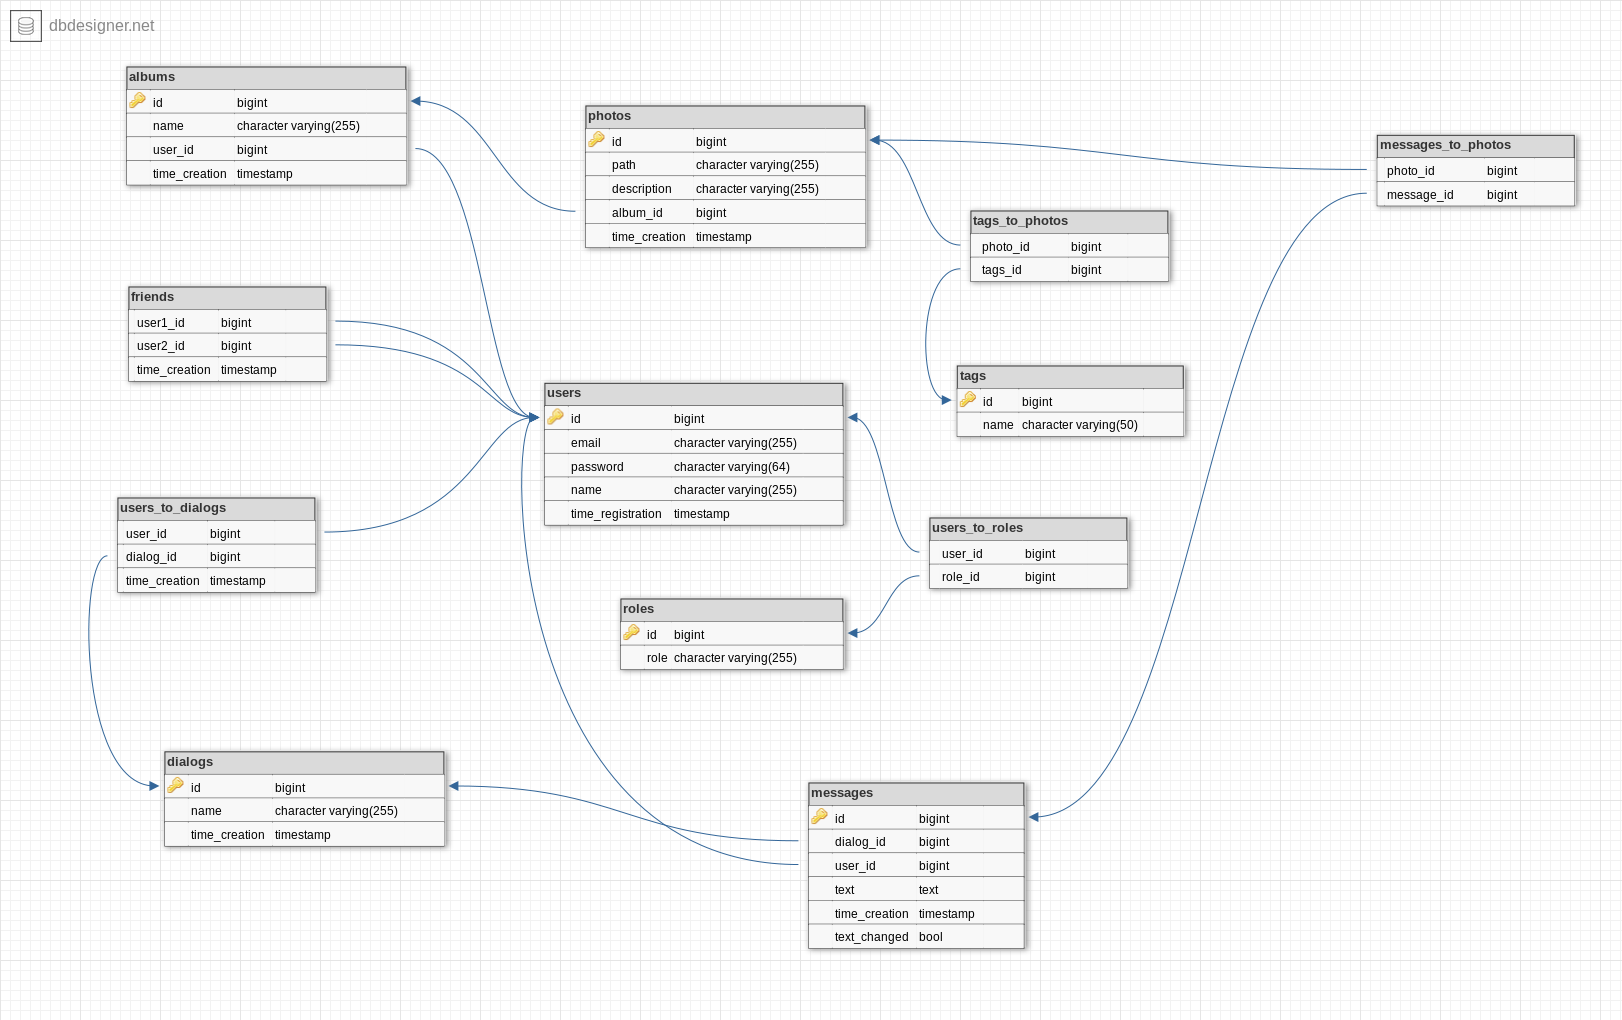 dbdesigner.net
albums
id bigint
name character varying(255)
user_id bigint
time_creation timestamp
photos
id bigint
path character varying(255)
description character varying(255)
album_id bigint
time_creation timestamp
messages_to_photos
photo_id bigint
message_id bigint
tags_to_photos
photo_id bigint
tags_id bigint
friends
user1_id bigint
user2_id bigint
time_creation timestamp
tags
id bigint
name character varying(50)
users
id bigint
email character varying(255)
password character varying(64)
name character varying(255)
time_registration timestamp
users_to_dialogs
user_id bigint
dialog_id bigint
time_creation timestamp
users_to_roles
user_id bigint
role_id bigint
roles
id bigint
role character varying(255)
dialogs
id bigint
name character varying(255)
time_creation timestamp
messages
id bigint
dialog_id bigint
user_id bigint
text text
time_creation timestamp
text_changed bool